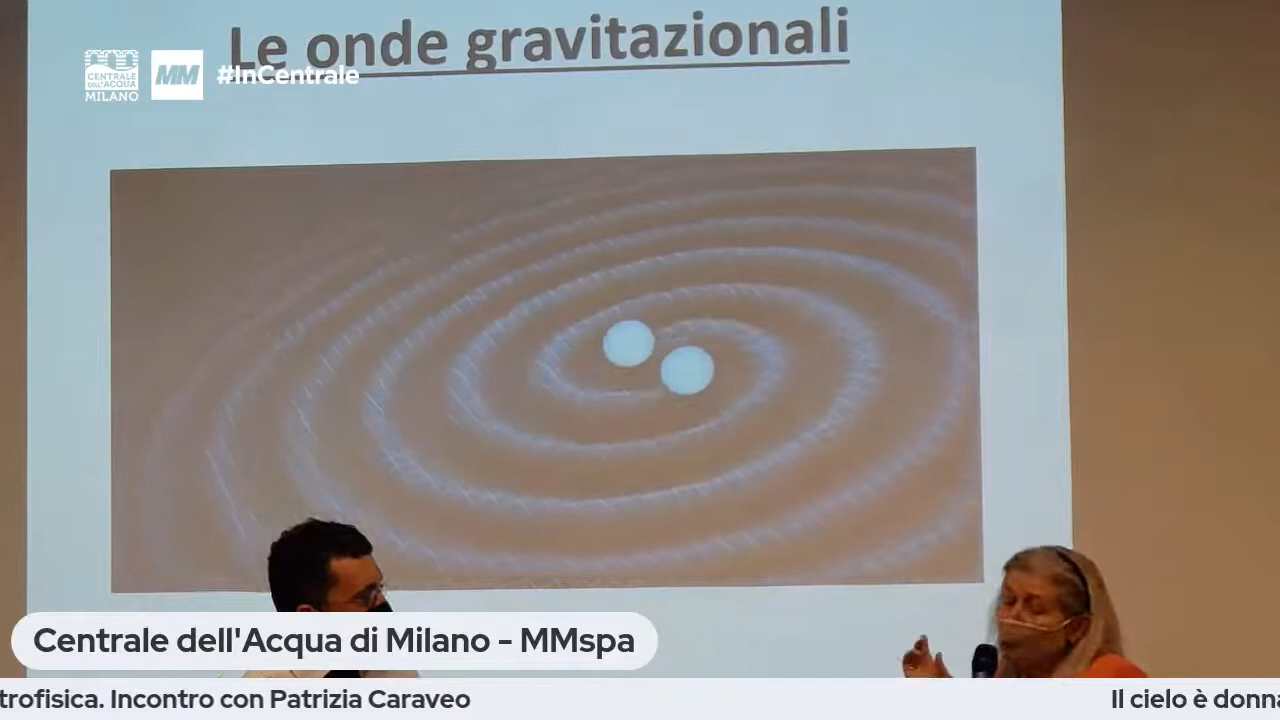 Le onde gravitazionali
CENTRALE
DELL'ACQUA
MILANO
MM
#InCentrale
Centrale dell'Acqua di Milano - MMspa
trofisica. Incontro con Patrizia Caraveo
Il cielo è donna